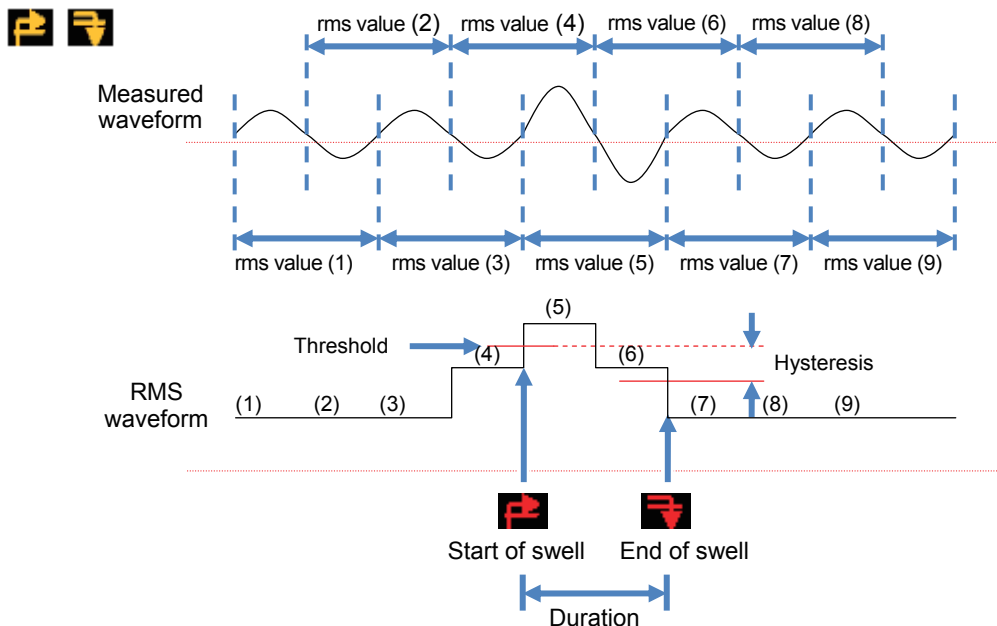 rms value (2)
rms value (4)
rms value (6)
rms value (8)
Measured
waveform
rms value (1)
rms value (3)
rms value (5)
rms value (7)
rms value (9)
(5)
Threshold
(4)
(6)
Hysteresis
RMS
waveform
(1)
(2)
(3)
(7)
(8)
(9)
Start of swell
End of swell
Duration